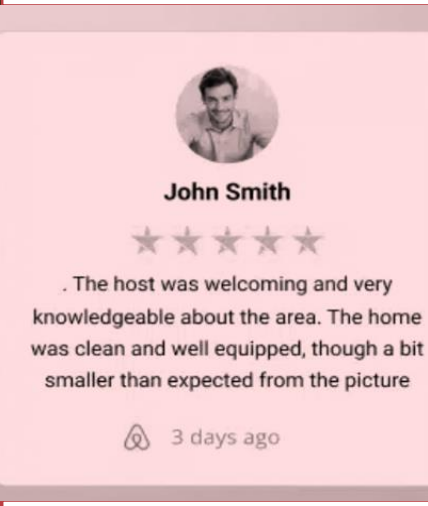 John Smith
. The host was welcoming and very
knowledgeable about the area. The home
was clean and well equipped, though a bit
smaller than expected from the picture
3 days ago